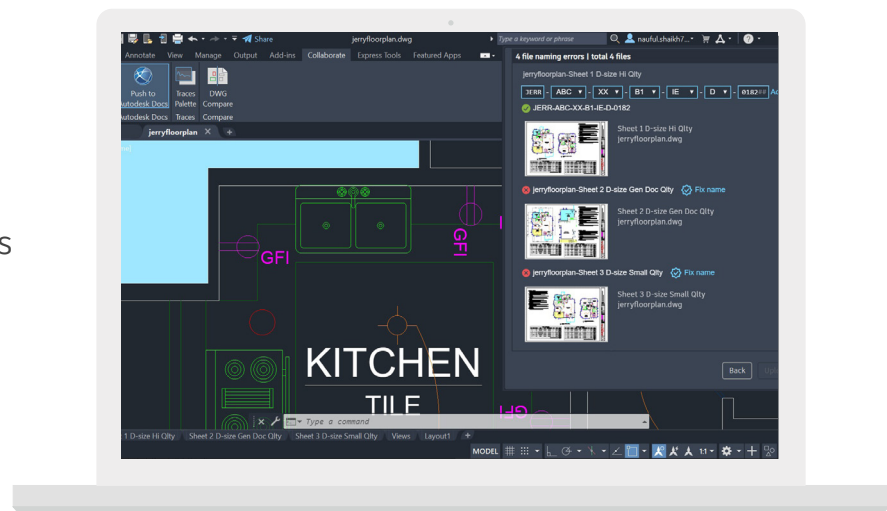 Share
jerryfloorplan.dwg
Type a keyword or phrase
nauful.shaikh7...
Annotate View Manage Output Add-ins Collaborate Express Tools Featured Apps
Push to
Autodesk Docs
Traces
Palette
DWG
Compare
Autodesk Docs Traces Compare
jerryfloorplan
GFI
GFI
KITCHEN
TILE
Type a command
1 D-size Hi Qlty Sheet 2 D-size Gen Doc Qlty Sheet 3 D-size Small Qlty Views Layout1 +
MODEL 1:1
4 file naming errors | total 4 files
jerryfloorplan-Sheet 1 D-size Hi Qlty
JERR - ABC - XX - B1 - IE - D - 0182##
JERR-ABC-XX-B1-IE-D-0182
Sheet 1 D-size Hi Qlty
jerryfloorplan.dwg
jerryfloorplan-Sheet 2 D-size Gen Doc Qlty Fix name
Sheet 2 D-size Gen Doc Qlty
jerryfloorplan.dwg
jerryfloorplan-Sheet 3 D-size Small Qlty Fix name
Sheet 3 D-size Small Qlty
jerryfloorplan.dwg
Back
s